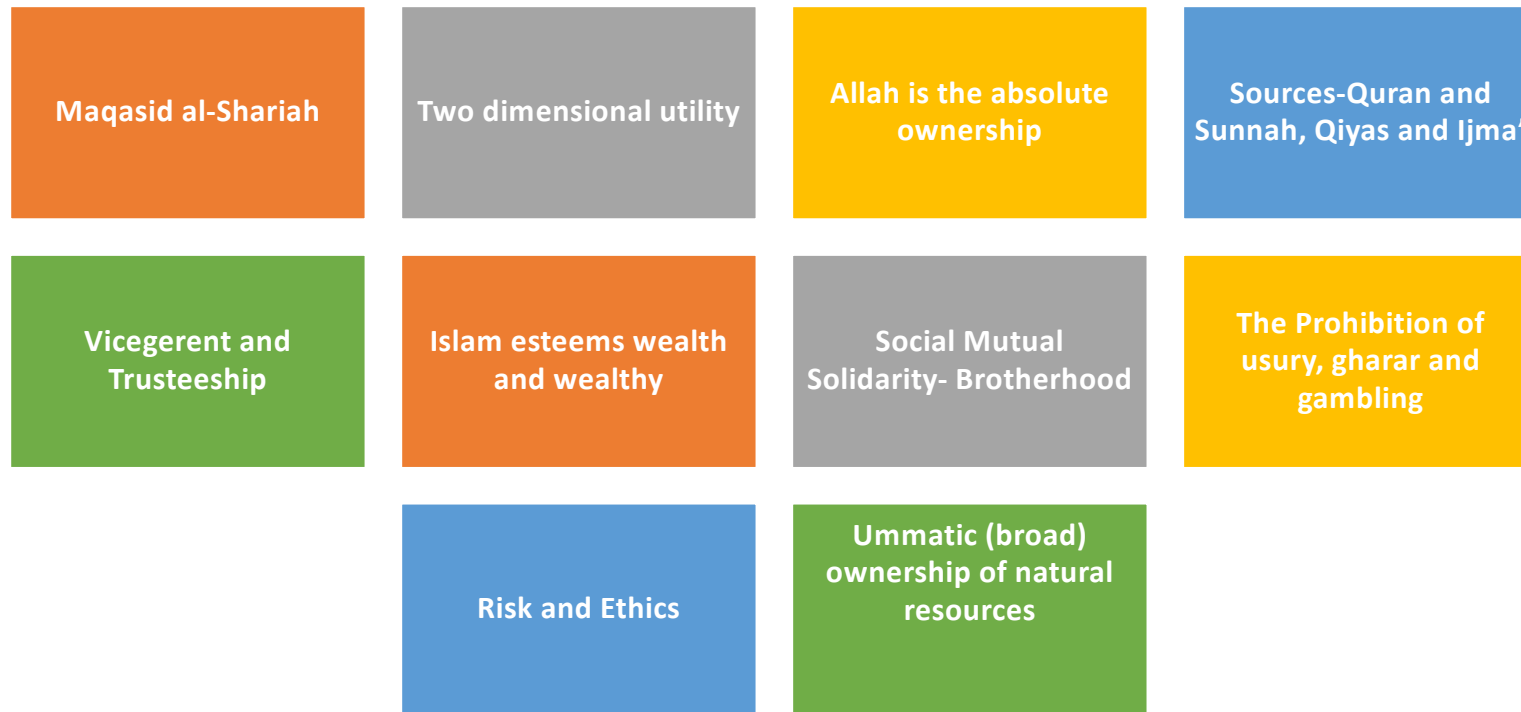 Maqasid al-Shariah
Two dimensional utility
Allah is the absolute
ownership
Sources-Quran and
Sunnah, Qiyas and Ijma'
Vicegerent and
Trusteeship
Islam esteems wealth
and wealthy
Social Mutual
Solidarity- Brotherhood
The Prohibition of
usury, gharar and
gambling
Risk and Ethics
Ummatic (broad)
ownership of natural
resources